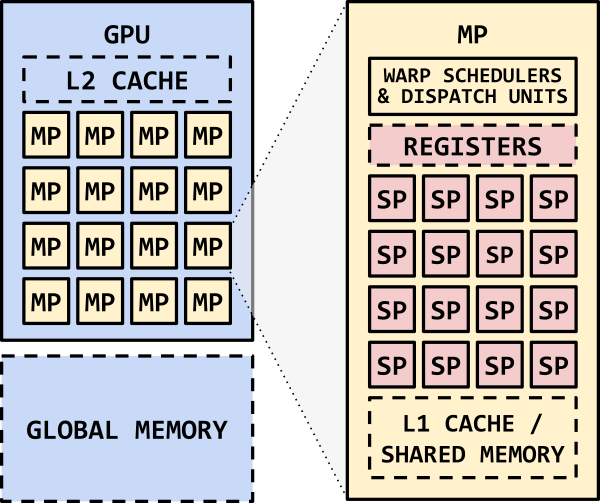 GPU
L2 CACHE
MP MP MP MP
MP MP MP MP
MP MP MP MP
MP MP MP MP
GLOBAL MEMORY
MP
WARP SCHEDULERS
& DISPATCH UNITS
REGISTERS
SP SP SP SP
SP SP SP SP
SP SP SP SP
SP SP SP SP
L1 CACHE /
SHARED MEMORY